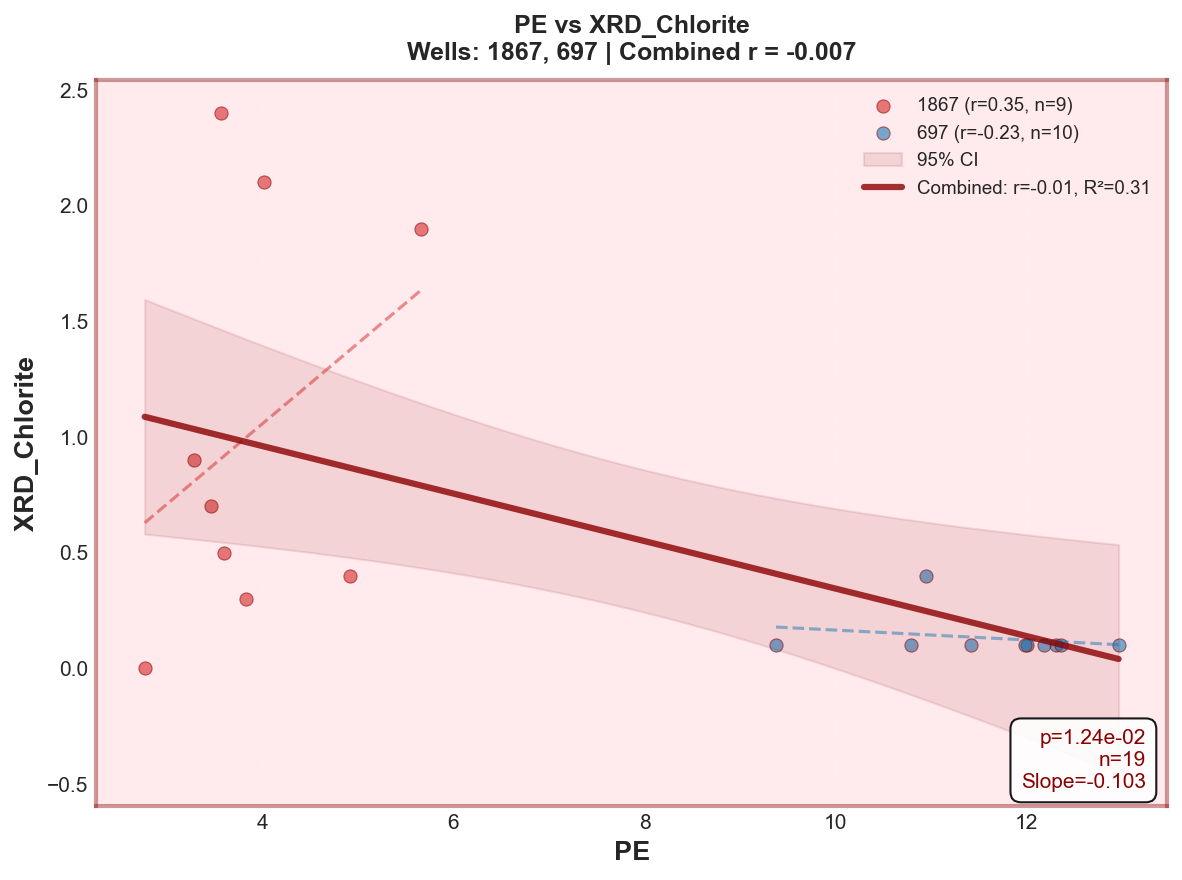 PE vs XRD_Chlorite
Wells: 1867, 697 | Combined r = -0.007
1867 (r=0.35, n=9)
697 (r=-0.23, n=10)
95% CI
Combined: r=-0.01, R²=0.31
XRD_Chlorite
2.5
2.0
1.5
1.0
0.5
0.0
−0.5
p=1.24e-02
n=19
Slope=-0.103
4
6
8
10
12
PE